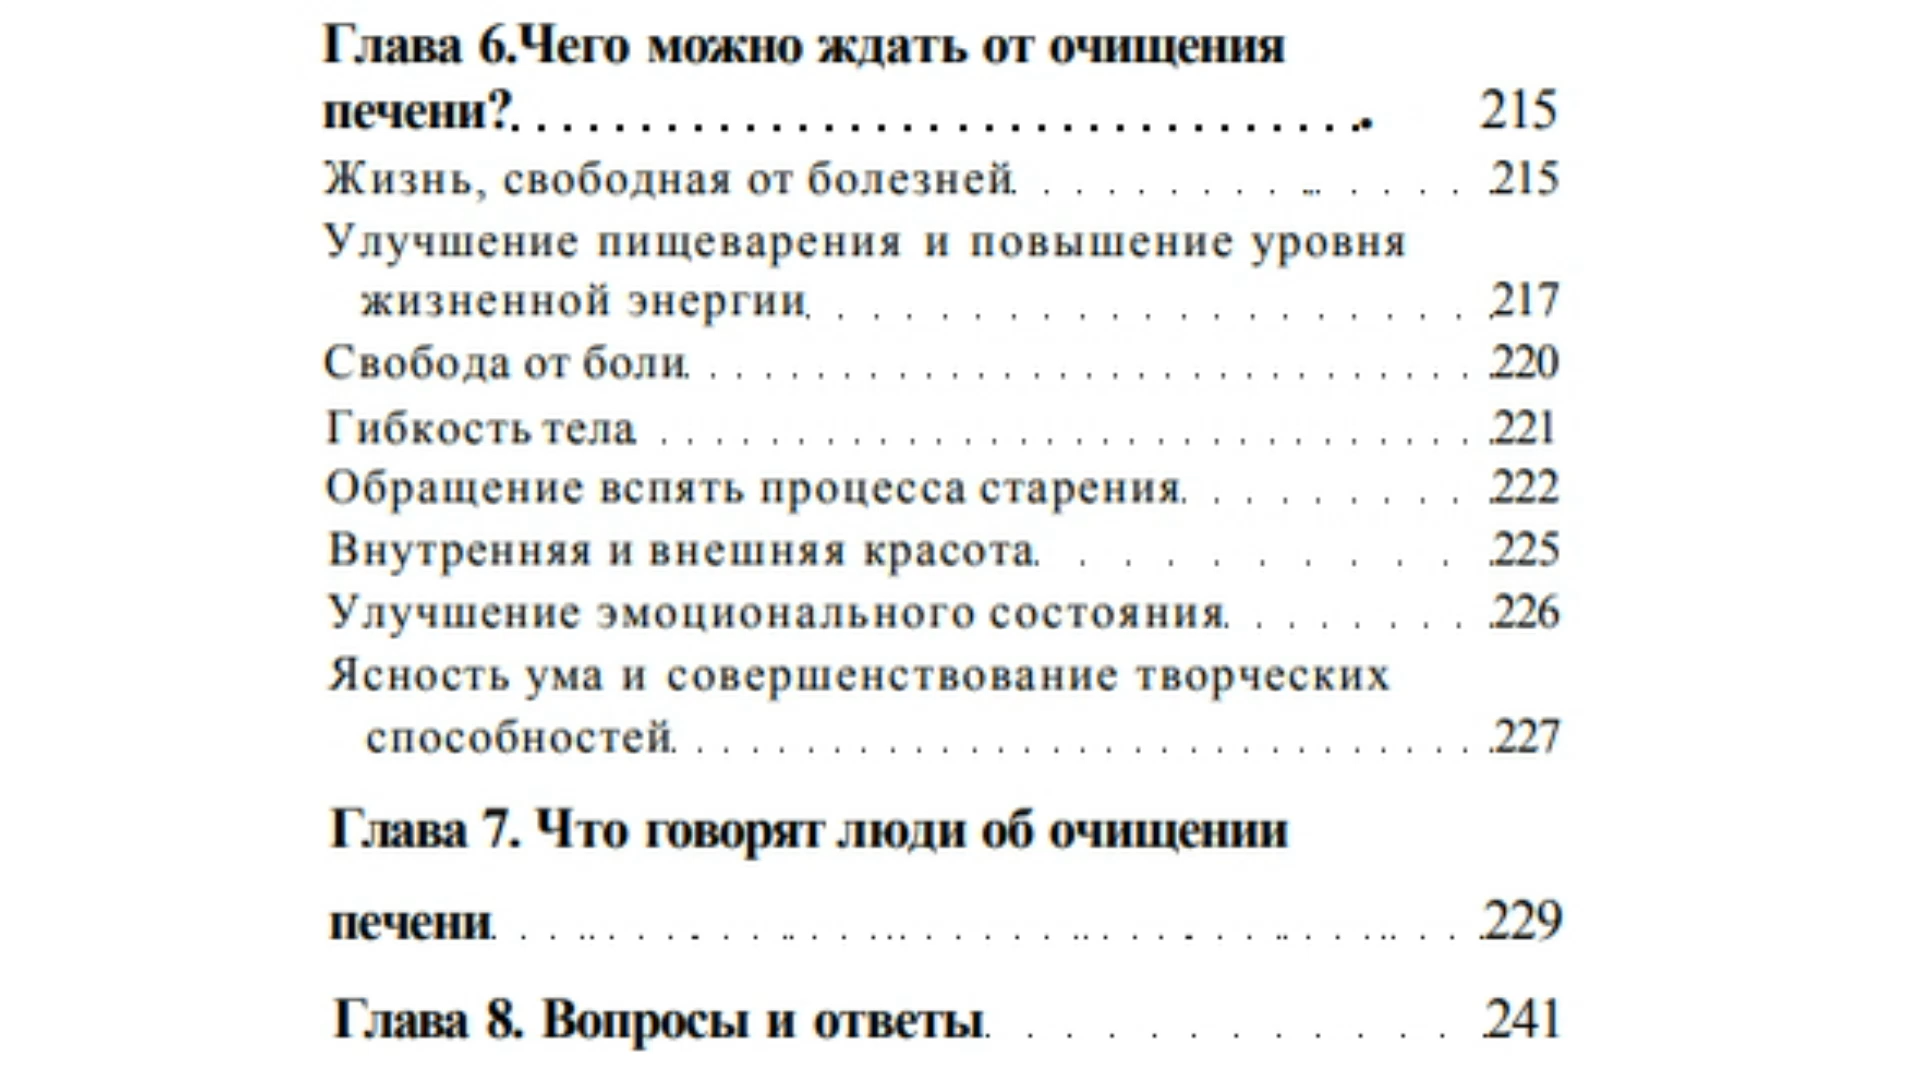 Глава 6.Чего можно ждать от очищения
печени?. . . . . . . . . . . . . . . . . . . . . . . . . . . . . . . . . . 215
Жизнь, свободная от болезней. . . . . . . . . ... . . . . . 215
Улучшение пищеварения и повышение уровня
жизненной энергии. . . . . . . . . . . . . . . . . . . . 217
Свобода от боли. . . . . . . . . . . . . . . . . . . . . . . . . . . . . . 220
Гибкость тела . . . . . . . . . . . . . . . . . . . . . . . . . . . . . . . 221
Обращение вспять процесса старения. . . . . . . . . . 222
Внутренняя и внешняя красота. . . . . . . . . . . 225
Улучшение эмоционального состояния. . . . . . . . . 226
Ясность ума и совершенствование творческих
способностей. . . . . . . . . . . . . . . . . . . . . . . . . . . . . . . 227
Глава 7. Что говорят люди об очищении
печени. . . .. . . . . . . .. . . . ... . . . . . .. . . . . . . .. . . ... . . . 229
Глава 8. Вопросы и ответы. . . . . . . . . . . . . 241